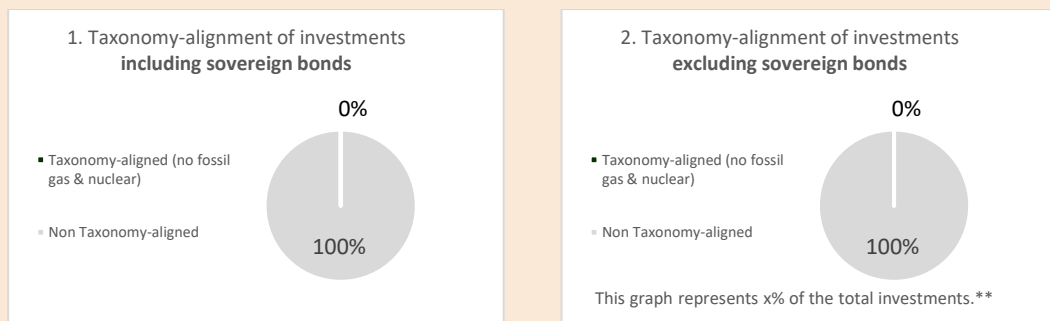 1. Taxonomy-alignment of investments
including sovereign bonds
0%
Taxonomy-aligned (no fossil
gas & nuclear)
Non Taxonomy-aligned
100%
2. Taxonomy-alignment of investments
excluding sovereign bonds
0%
Taxonomy-aligned (no fossil
gas & nuclear)
Non Taxonomy-aligned
100%
This graph represents x% of the total investments.**